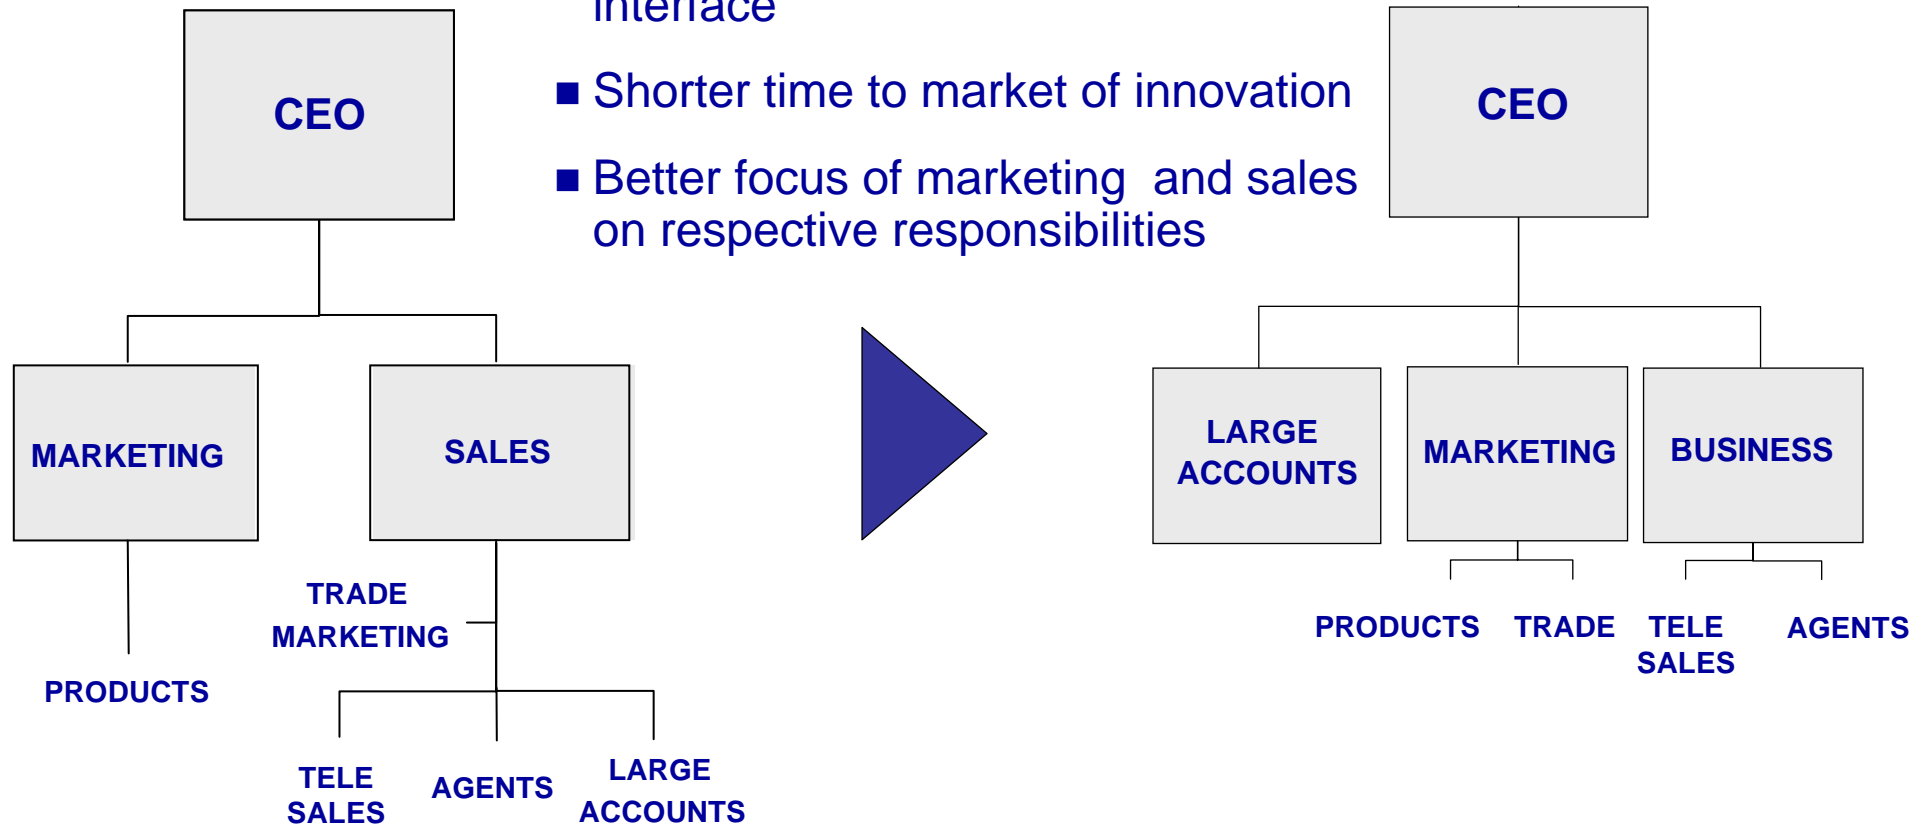 interface
■ Shorter time to market of innovation
■ Better focus of marketing and sales
on respective responsibilities
CEO
MARKETING
SALES
TRADE
MARKETING
PRODUCTS
TELE
SALES
AGENTS
LARGE
ACCOUNTS
CEO
LARGE
ACCOUNTS
MARKETING
BUSINESS
PRODUCTS
TRADE
TELE
SALES
AGENTS